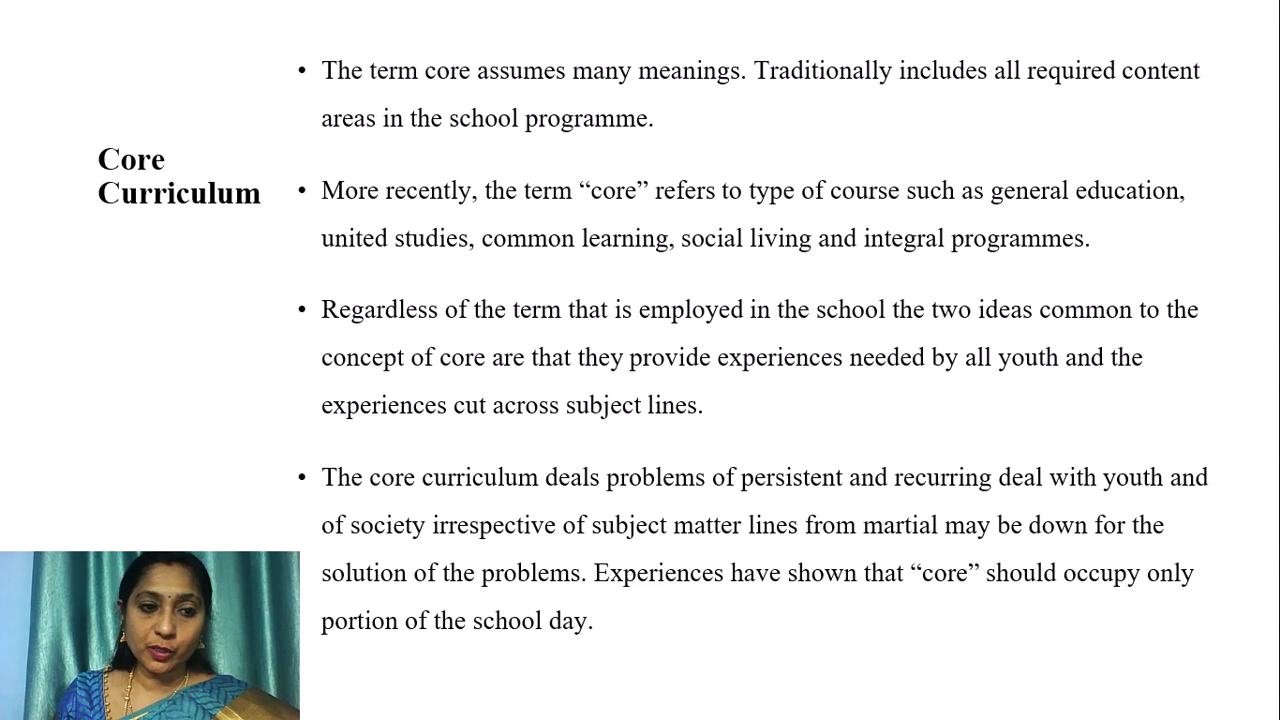 Core
Curriculum
• The term core assumes many meanings. Traditionally includes all required content
areas in the school programme.
• More recently, the term “core” refers to type of course such as general education,
united studies, common learning, social living and integral programmes.
• Regardless of the term that is employed in the school the two ideas common to the
concept of core are that they provide experiences needed by all youth and the
experiences cut across subject lines.
• The core curriculum deals problems of persistent and recurring deal with youth and
of society irrespective of subject matter lines from martial may be down for the
solution of the problems. Experiences have shown that “core” should occupy only
portion of the school day.